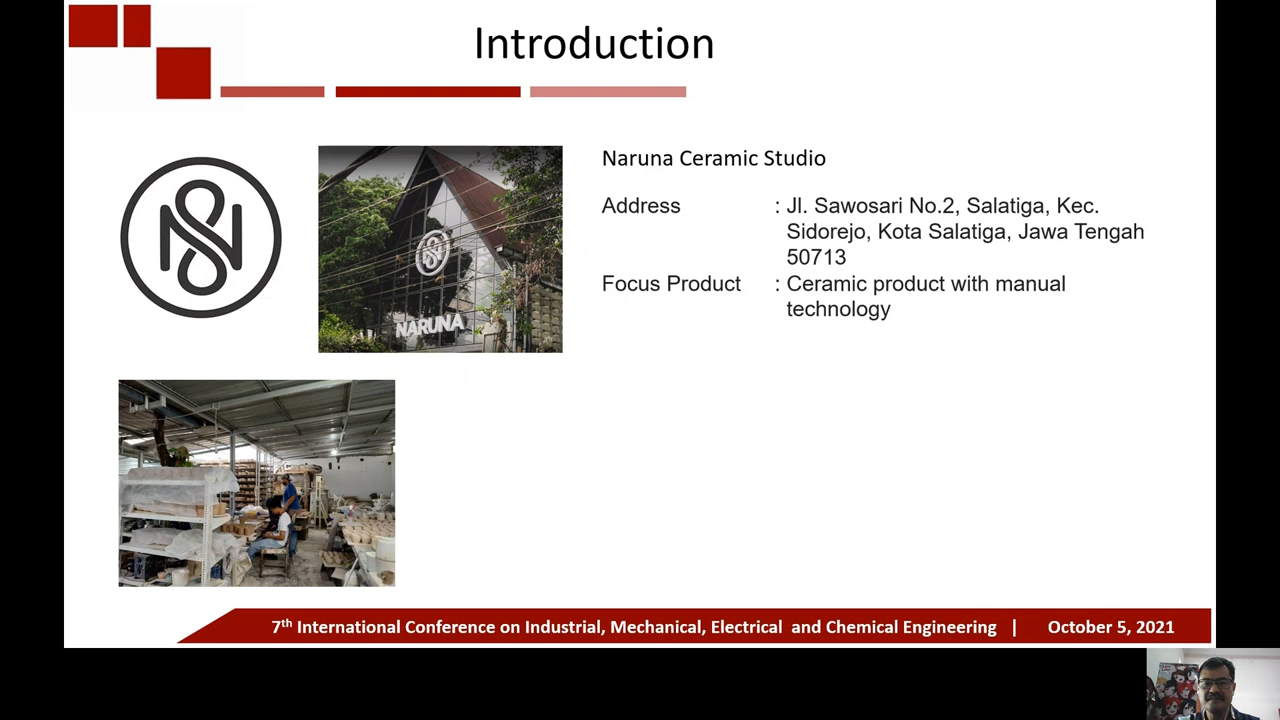 Introduction
Naruna Ceramic Studio
Address : Jl. Sawosari No.2, Salatiga, Kec.
Sidorejo, Kota Salatiga, Jawa Tengah
50713
Focus Product : Ceramic product with manual
technology
NARUNA
7th International Conference on Industrial, Mechanical, Electrical and Chemical Engineering | October 5, 2021